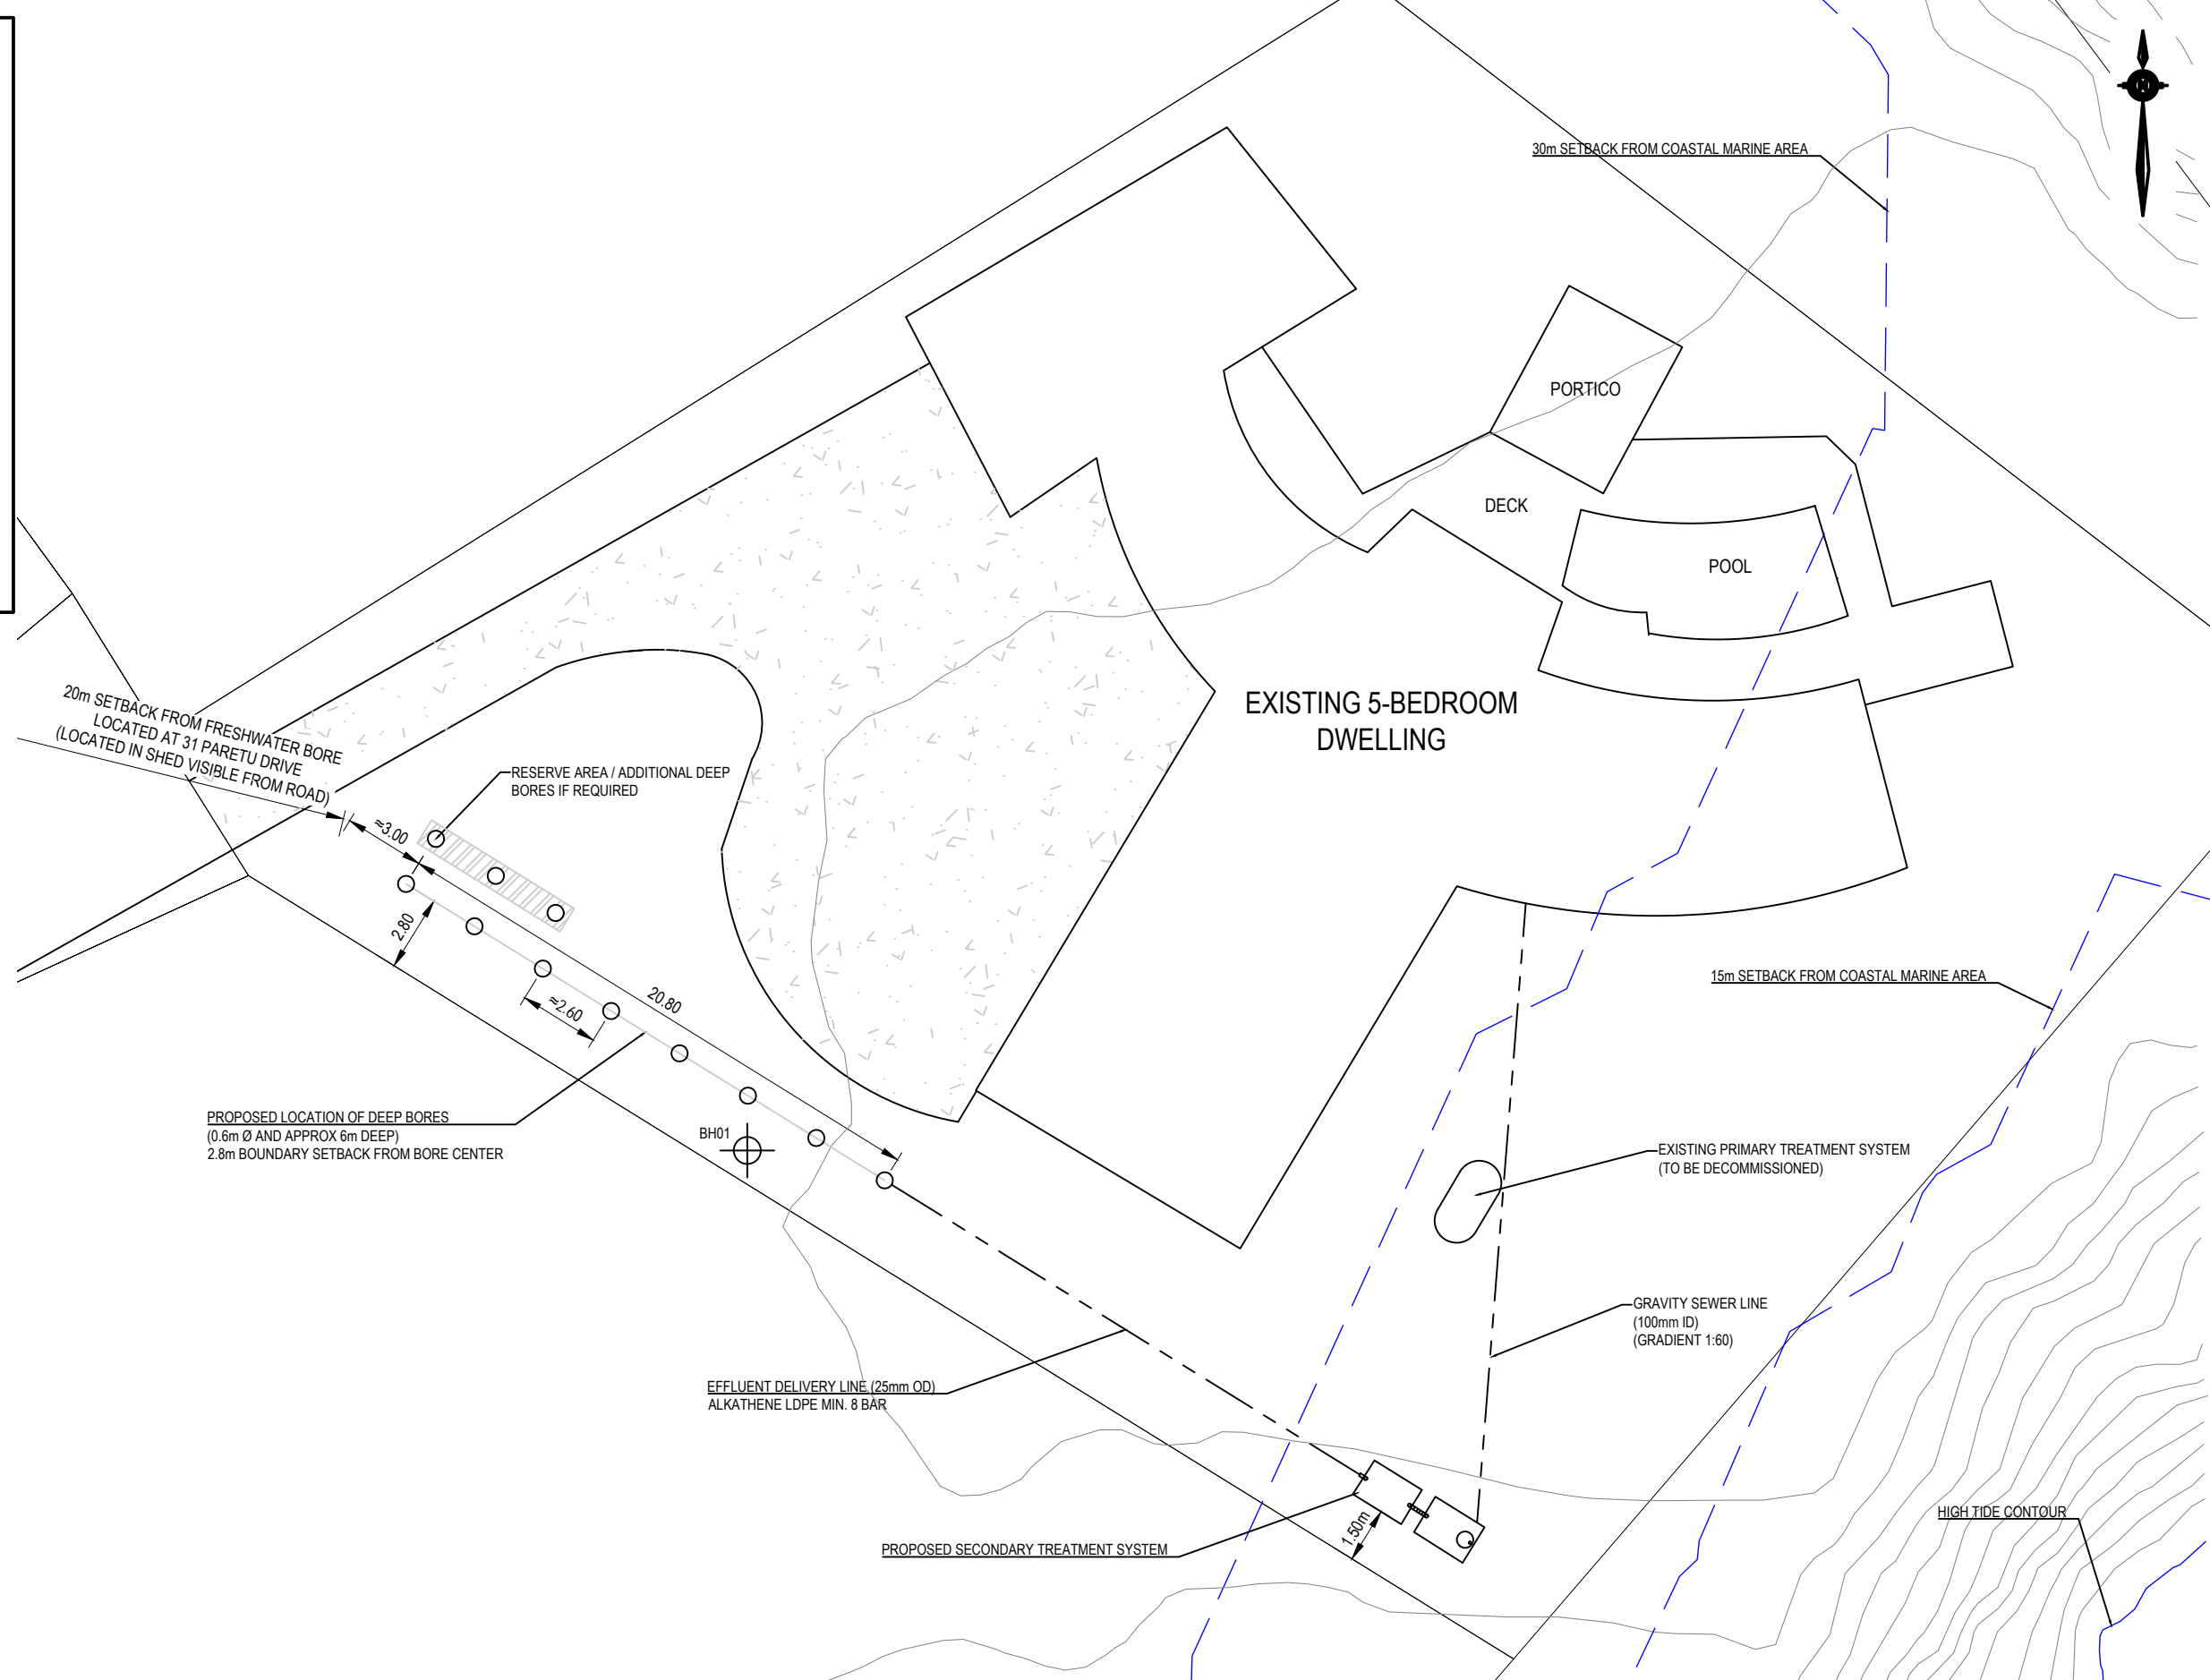 30m SETBACK FROM COASTAL MARINE AREA
N
PORTICO
DECK
POOL
EXISTING 5-BEDROOM
DWELLING
20m SETBACK FROM FRESHWATER BORE
LOCATED AT 31 PARETU DRIVE
(LOCATED IN SHED VISIBLE FROM ROAD)
RESERVE AREA / ADDITIONAL DEEP
BORES IF REQUIRED
≈3.00
2.80
≈2.60
20.80
15m SETBACK FROM COASTAL MARINE AREA
PROPOSED LOCATION OF DEEP BORES
(0.6m Ø AND APPROX 6m DEEP)
2.8m BOUNDARY SETBACK FROM BORE CENTER
BH01
EXISTING PRIMARY TREATMENT SYSTEM
(TO BE DECOMMISSIONED)
GRAVITY SEWER LINE
(100mm ID)
(GRADIENT 1:60)
EFFLUENT DELIVERY LINE (25mm OD)
ALKATHENE LDPE MIN. 8 BAR
PROPOSED SECONDARY TREATMENT SYSTEM
1.50m
HIGH TIDE CONTOUR